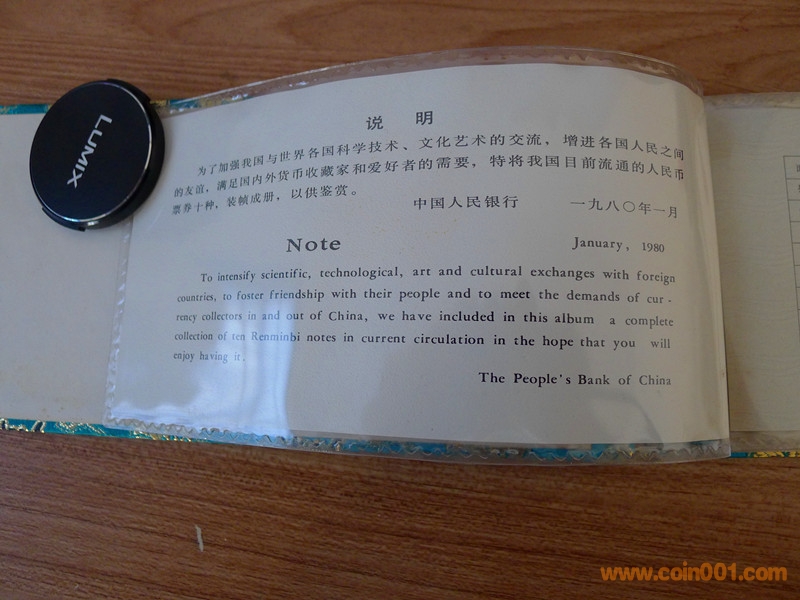 LUMIX
说 明
为了加强我国与世界各国科学技术、文化艺术的交流，增进各国人民之间
的友谊，满足国内外货币收藏家和爱好者的需要，特将我国目前流通的人民币
票券十种，装帧成册，以供鉴赏。
中国人民银行 一九八〇年一月
Note January, 1980
To intensify scientific, technological, art and cultural exchanges with foreign
countries, to foster friendship with their people and to meet the demands of cur-
rency collectors in and out of China, we have included in this album a complete
collection of ten Renminbi notes in current circulation in the hope that you will
enjoy having it.
The People's Bank of China
www.coin001.com